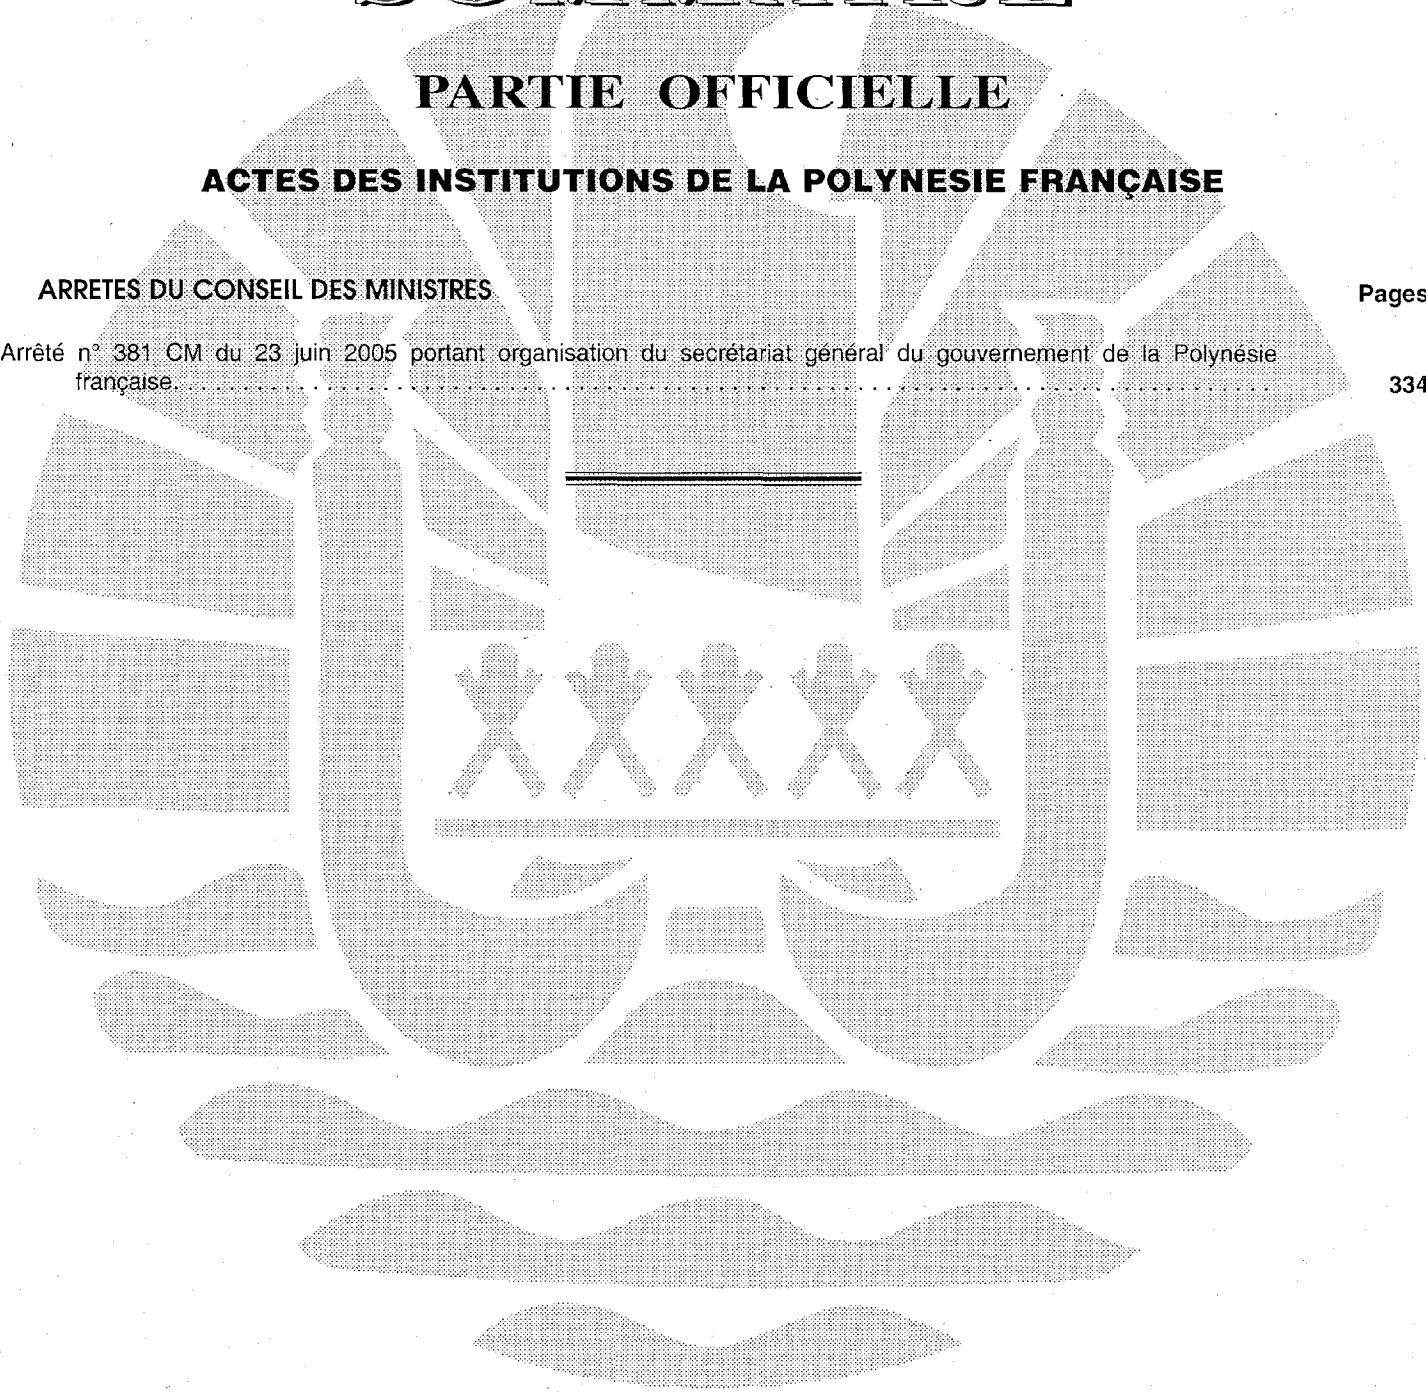 PARTIE OFFICIELLE
ACTES DES INSTITUTIONS DE LA POLYNESIE FRANÇAISE
ARRETES DU CONSEIL DES MINISTRES
Pages
Arrêté n° 381 CM du 23 juin 2005 portant organisation du secrétariat général du gouvernement de la Polynésie
française. . . . . . . . . . . . . . . . . . . . . . . . . . . . . . . . . . . . . . . . 334